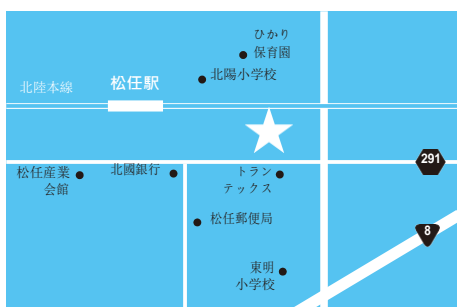 ひかり
保育園
北陽小学校
北陸本線
松任駅
291
松任産業
会館
北國銀行
トラン
テックス
松任郵便局
8
東明
小学校